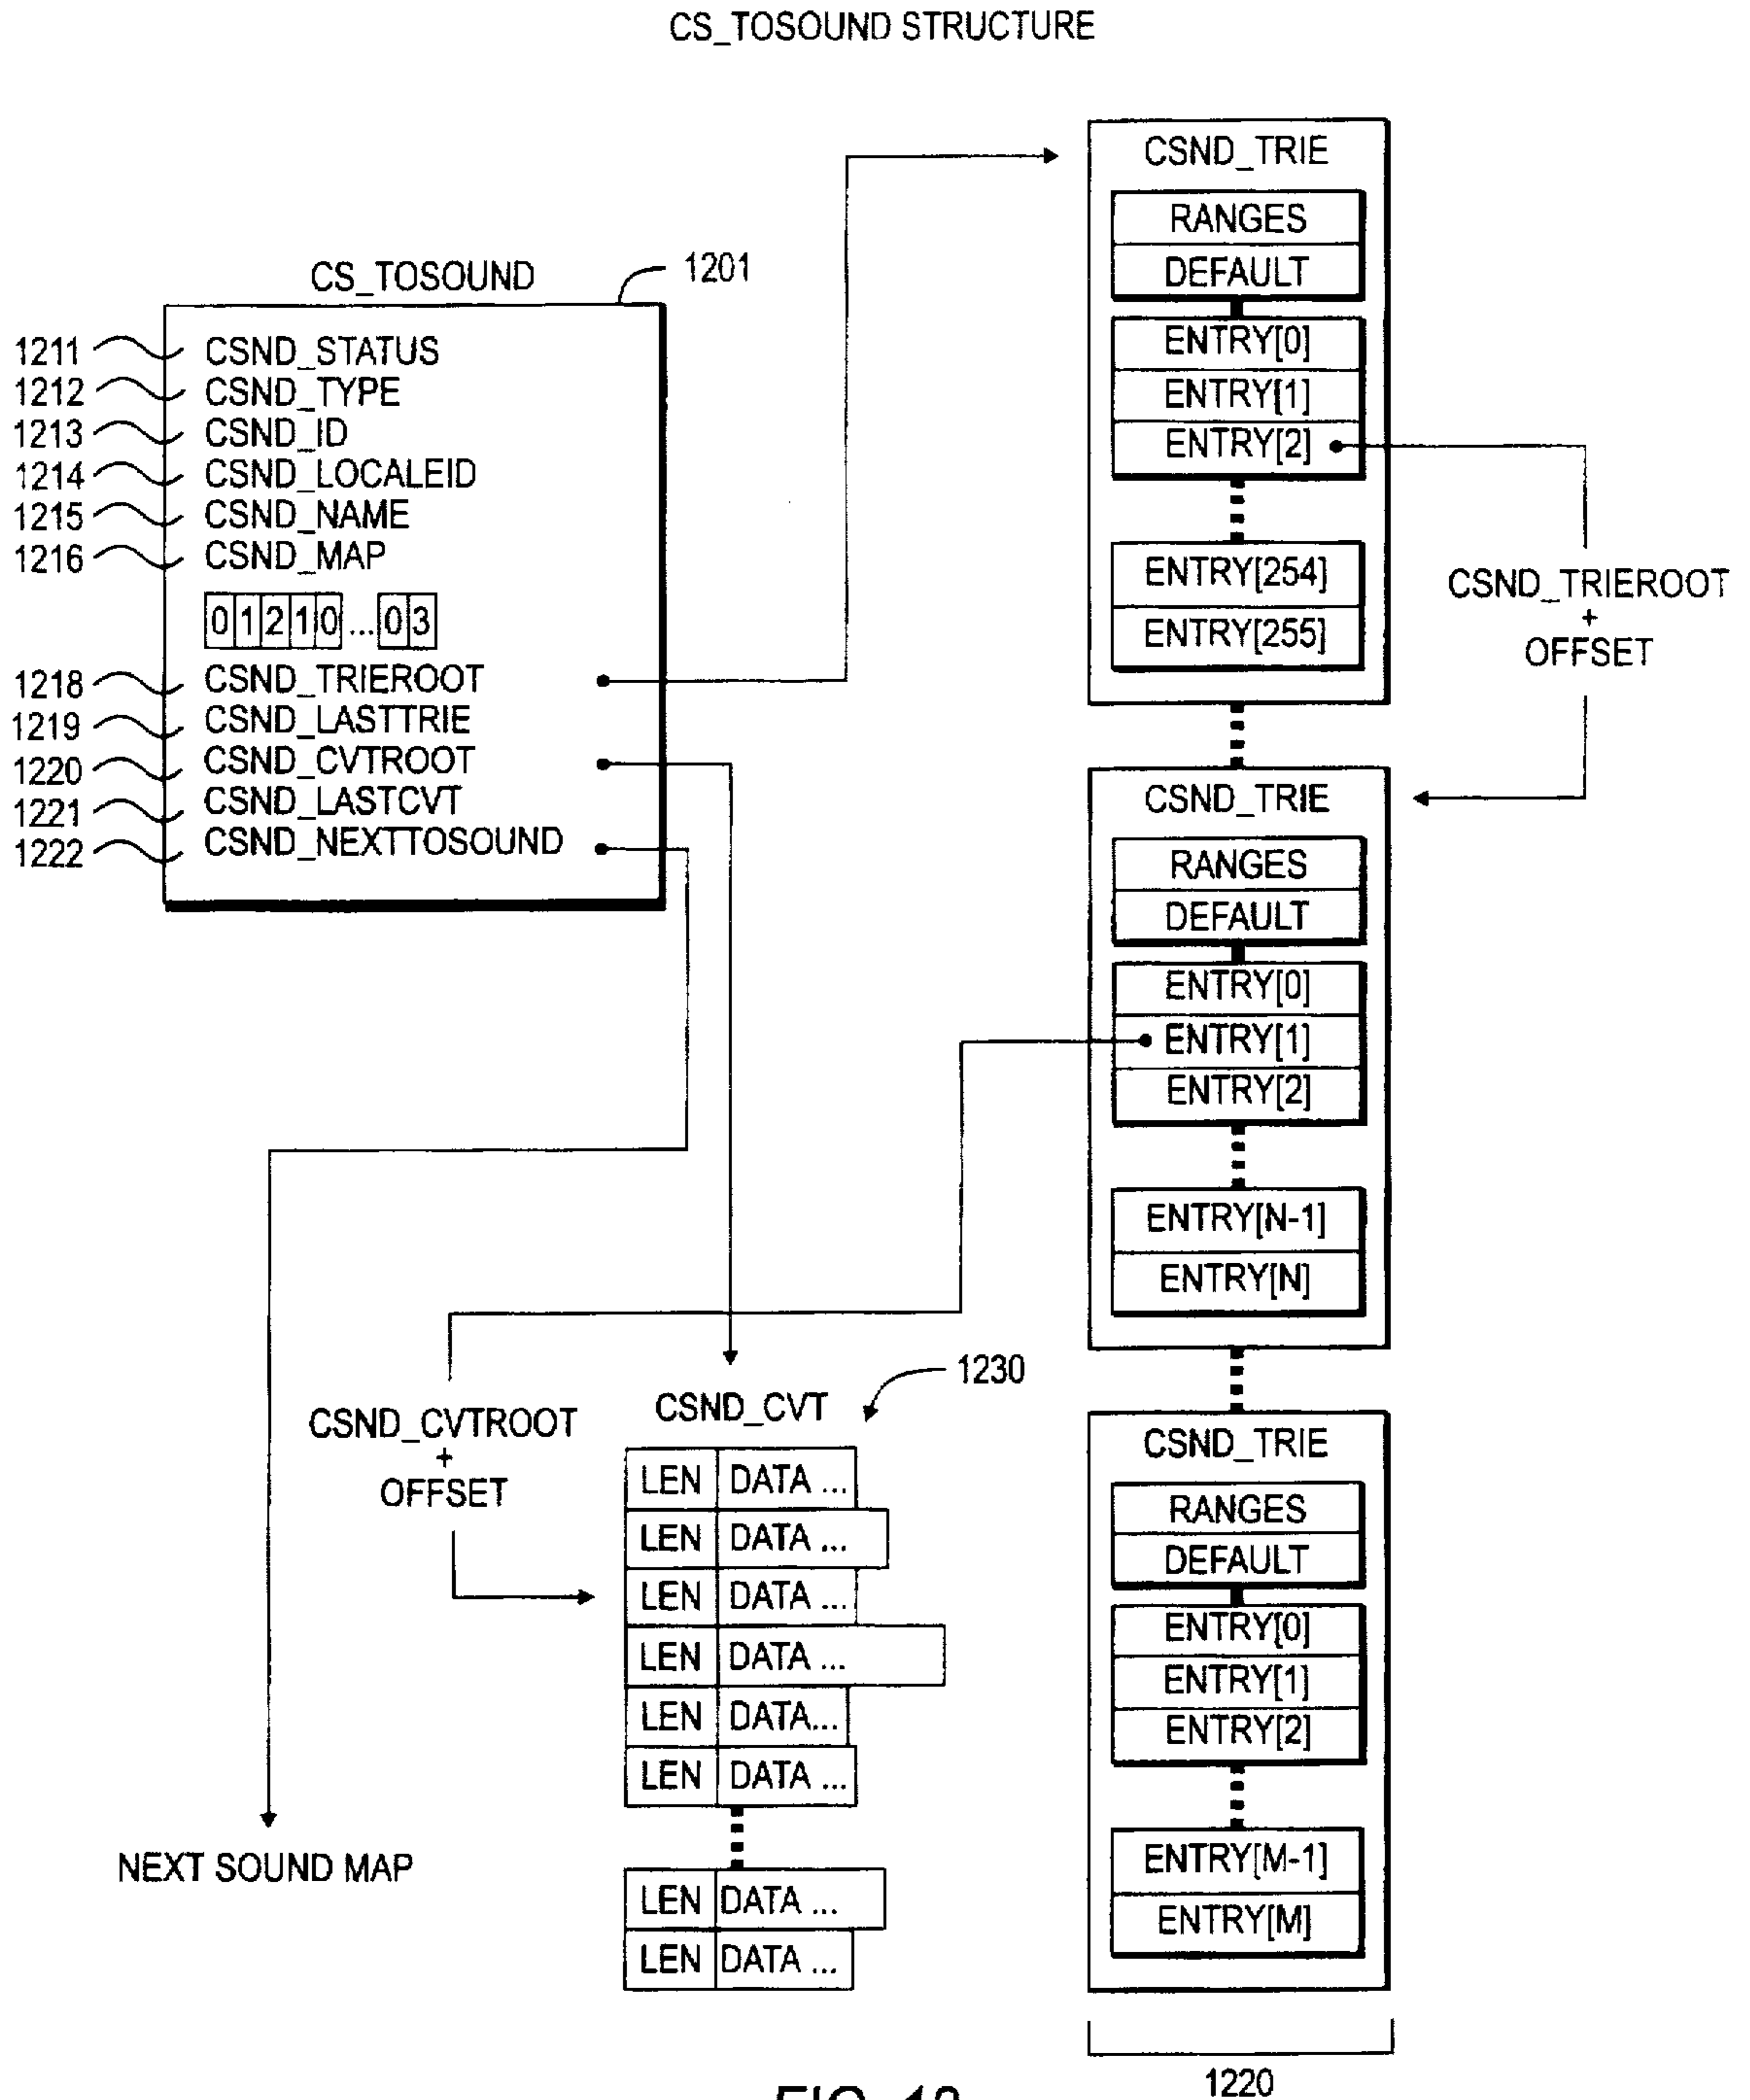 CS_TOSOUND STRUCTURE
CS_TOSOUND
1201
1211 CSND_STATUS
1212 CSND_TYPE
1213 CSND_ID
1214 CSND_LOCALEID
1215 CSND_NAME
1216 CSND_MAP
0 1 2 1 0 ... 0 3
1218 CSND_TRIEROOT
1219 CSND_LASTTRIE
1220 CSND_CVTROOT
1221 CSND_LASTCVT
1222 CSND_NEXTTOSOUND
CSND_TRIE
RANGES
DEFAULT
ENTRY[0]
ENTRY[1]
ENTRY[2]
ENTRY[254]
ENTRY[255]
CSND_TRIEROOT
+
OFFSET
CSND_TRIE
RANGES
DEFAULT
ENTRY[0]
ENTRY[1]
ENTRY[2]
ENTRY[N-1]
ENTRY[N]
CSND_CVTROOT
+
OFFSET
CSND_CVT
1230
LEN DATA ...
LEN DATA ...
LEN DATA ...
LEN DATA ...
LEN DATA...
LEN DATA ...
LEN DATA ...
LEN DATA ...
NEXT SOUND MAP
CSND_TRIE
RANGES
DEFAULT
ENTRY[0]
ENTRY[1]
ENTRY[2]
ENTRY[M-1]
ENTRY[M]
1220